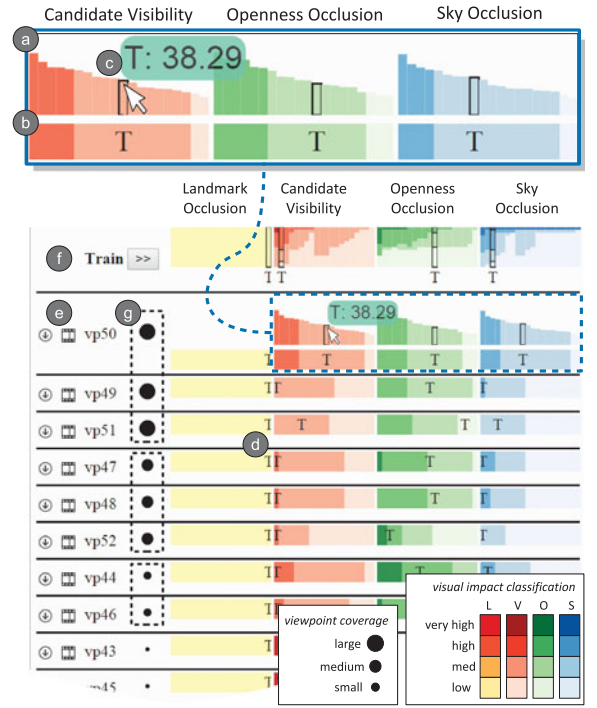 Candidate Visibility Openness Occlusion Sky Occlusion
a
c T: 38.29
b T T T
Landmark Occlusion Candidate Visibility Openness Occlusion Sky Occlusion
f Train >> T T T T
e g
vp50 T: 38.29
T T T T
vp49 T T T T
vp51 T T T T
d
vp47 T T T T
vp48 T T T T
vp52 T T T T
vp44 T T T T
vp46 T T
vp43
vp45
viewpoint coverage
large
medium
small
visual impact classification
L V O S
very high
high
med
low